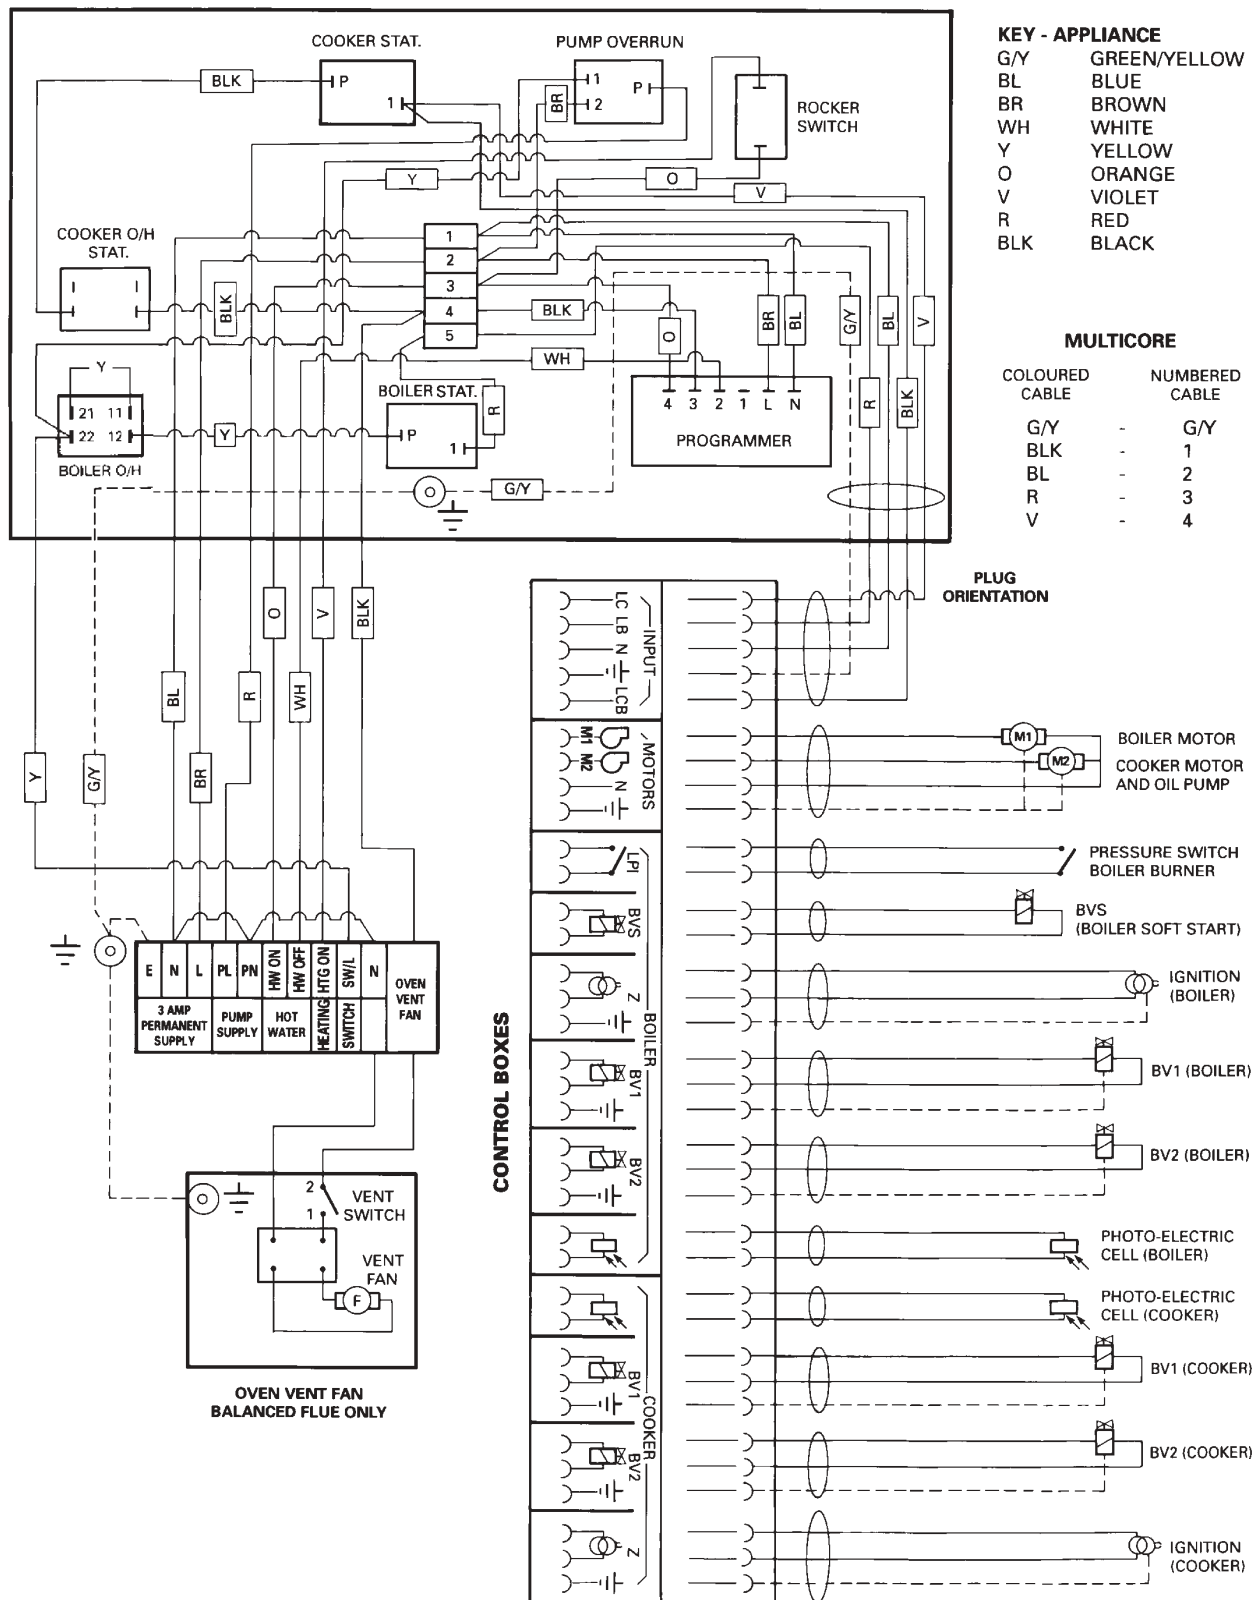 COOKER STAT.
PUMP OVERRUN
BLK
P
1
1
2
P
BR
ROCKER
SWITCH
Y
O
V
COOKER O/H
STAT.
BLK
1
2
3
4
5
BLK
O
BR
BL
G/Y
BL
V
WH
R
BLK
Y
21
11
22
12
BOILER O/H
Y
BOILER STAT.
P
1
R
4 3 2 1 L N
PROGRAMMER
G/Y
KEY - APPLIANCE
G/Y GREEN/YELLOW
BL BLUE
BR BROWN
WH WHITE
Y YELLOW
O ORANGE
V VIOLET
R RED
BLK BLACK
MULTICORE
COLOURED
CABLE
NUMBERED
CABLE
G/Y - G/Y
BLK - 1
BL - 2
R - 3
V - 4
PLUG
ORIENTATION
O
V
BLK
BL
R
WH
Y
G/Y
BR
E
N
L
PL
PN
HW ON
HW OFF
HTG ON
SW/L
N
OVEN
VENT
FAN
3 AMP
PERMANENT
SUPPLY
PUMP
SUPPLY
HOT
WATER
HEATING
SWITCH
2
1
VENT
SWITCH
VENT
FAN
F
OVEN VENT FAN
BALANCED FLUE ONLY
CONTROL BOXES
LC
LB
N
LCB
INPUT
M1
M2
N
MOTORS
LPI
BVS
Z
BV1
BV2
BOILER
BV1
BV2
Z
COOKER
M1
BOILER MOTOR
M2
COOKER MOTOR
AND OIL PUMP
PRESSURE SWITCH
BOILER BURNER
BVS
(BOILER SOFT START)
IGNITION
(BOILER)
BV1 (BOILER)
BV2 (BOILER)
PHOTO-ELECTRIC
CELL (BOILER)
PHOTO-ELECTRIC
CELL (COOKER)
BV1 (COOKER)
BV2 (COOKER)
IGNITION
(COOKER)